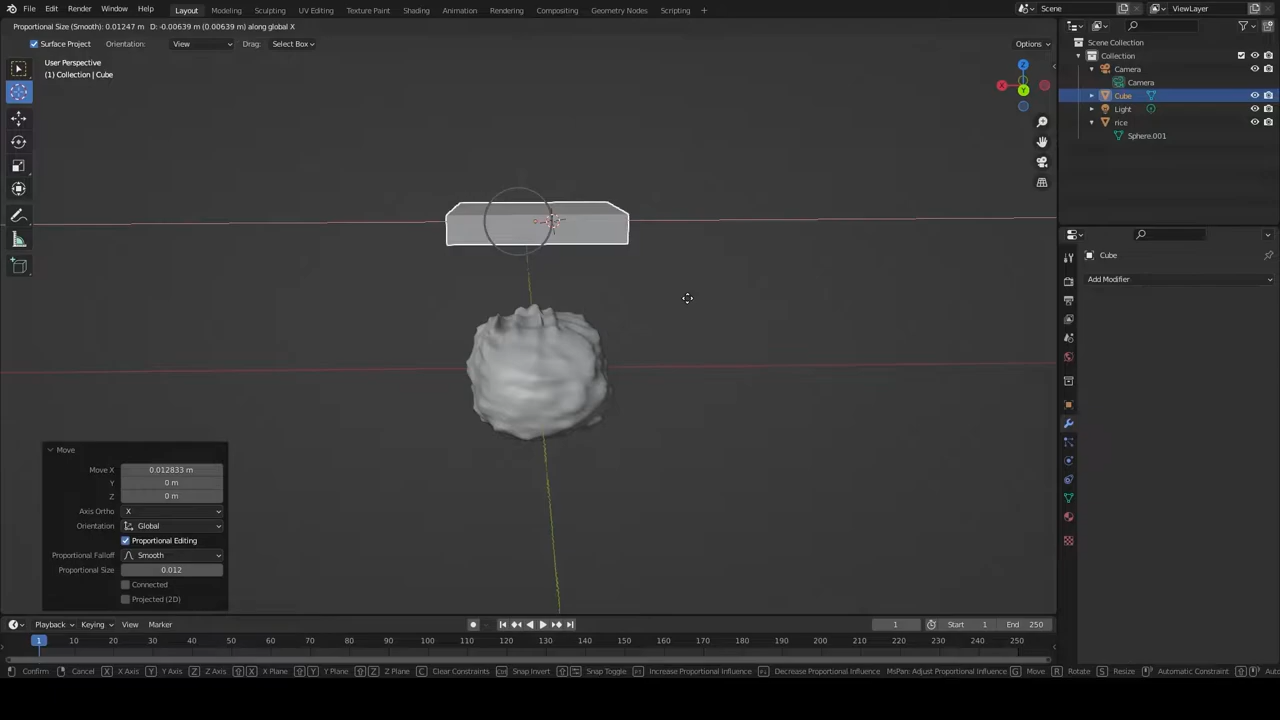 File Edit Render Window Help Layout Modeling Sculpting UV Editing Texture Paint Shading Animation Rendering Compositing Geometry Nodes Scripting + Scene ViewLayer
Proportional Size (Smooth): 0.01247 m D: -0.00639 m (0.00639 m) along global X
Surface Project Orientation: View Drag: Select Box Options
User Perspective
(1) Collection | Cube
X
Y
Z
Scene Collection
Collection
Camera
Camera
Cube
Light
rice
Sphere.001
Cube
Add Modifier
Move
Move X 0.012833 m
Y 0 m
Z 0 m
Axis Ortho X
Orientation Global
Proportional Editing
Proportional Falloff Smooth
Proportional Size 0.012
Connected
Projected (2D)
Playback Keying View Marker 1 Start 1 End 250
1 10 20 30 40 50 60 70 80 90 100 110 120 130 140 150 160 170 180 190 200 210 220 230 240 250
Confirm Cancel X X Axis Y Y Axis Z Z Axis X X Plane Y Y Plane Z Z Plane C Clear Constraints Snap Invert Snap Toggle Increase Proportional Influence Decrease Proportional Influence MsPan: Adjust Proportional Influence G Move R Rotate S Resize Automatic Constraint Auto